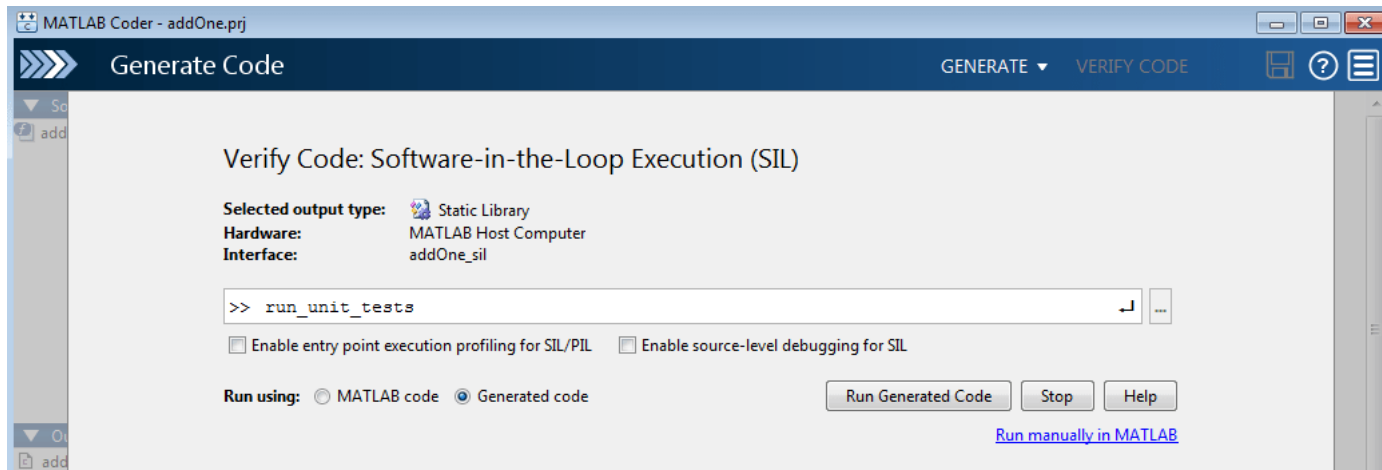 MATLAB Coder - addOne.prj
Generate Code
GENERATE ▼ VERIFY CODE
So
add
Verify Code: Software-in-the-Loop Execution (SIL)
Selected output type: Static Library
Hardware: MATLAB Host Computer
Interface: addOne_sil
>> run_unit_tests
...
Enable entry point execution profiling for SIL/PIL Enable source-level debugging for SIL
Run using: MATLAB code Generated code Run Generated Code Stop Help
Run manually in MATLAB
Ou
add